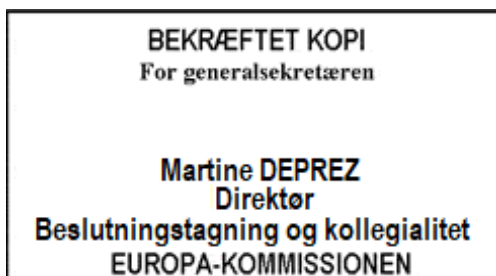 BEKRÆFTET KOPI
For generalsekretæren
Martine DEPREZ
Direktør
Beslutningstagning og kollegialitet
EUROPA-KOMMISSIONEN